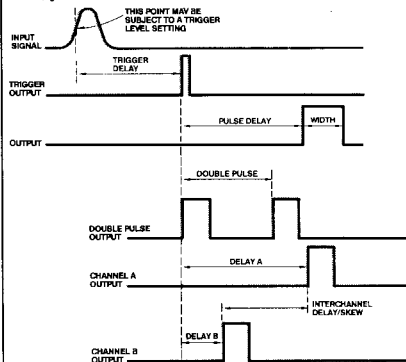 THIS POINT MAY BE
SUBJECT TO A TRIGGER
LEVEL SETTING
INPUT
SIGNAL
TRIGGER
DELAY
TRIGGER
OUTPUT
PULSE DELAY
WIDTH
OUTPUT
DOUBLE PULSE
DOUBLE PULSE
OUTPUT
DELAY A
CHANNEL A
OUTPUT
INTERCHANNEL
DELAY/SKEW
DELAY B
CHANNEL B
OUTPUT